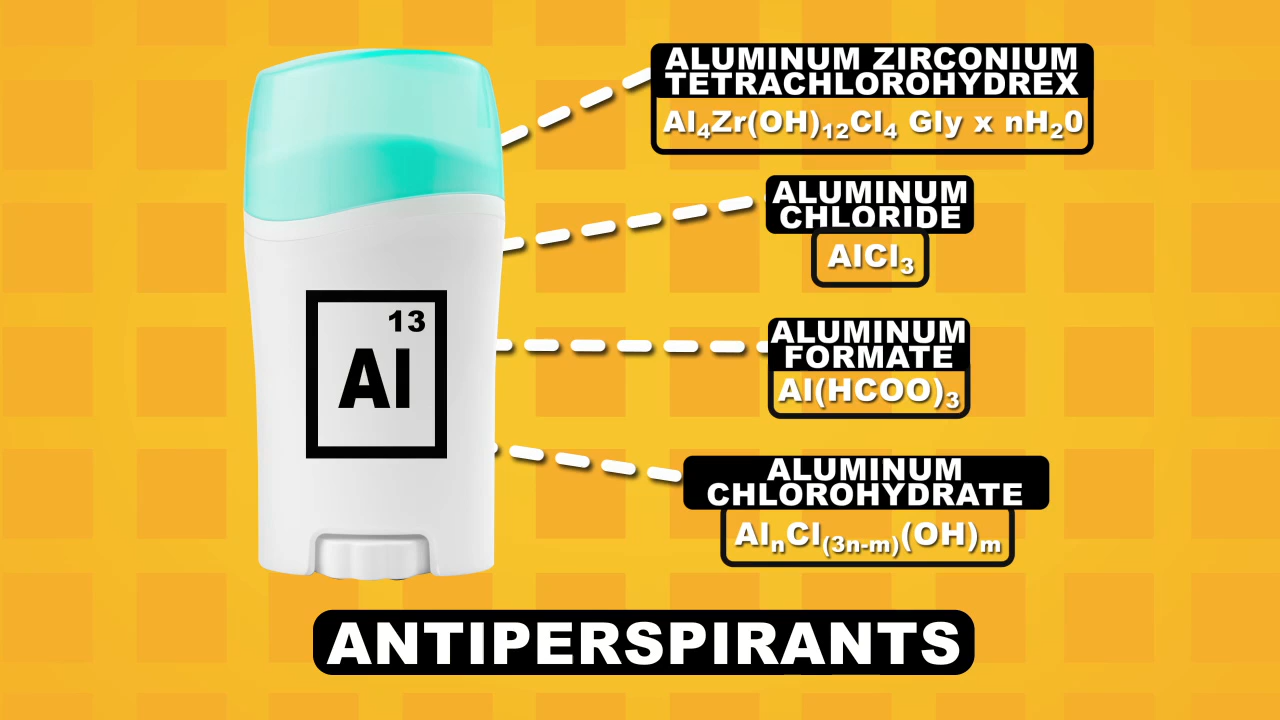 ALUMINUM ZIRCONIUM
TETRACHLOROHYDREX
Al₄Zr(OH)₁₂Cl₄ Gly x nH₂0
ALUMINUM
CHLORIDE
AlCl₃
13
Al
ALUMINUM
FORMATE
Al(HCOO)₃
ALUMINUM
CHLOROHYDRATE
AlₙCl₍₃ₙ₋ₘ₎(OH)ₘ
ANTIPERSPIRANTS